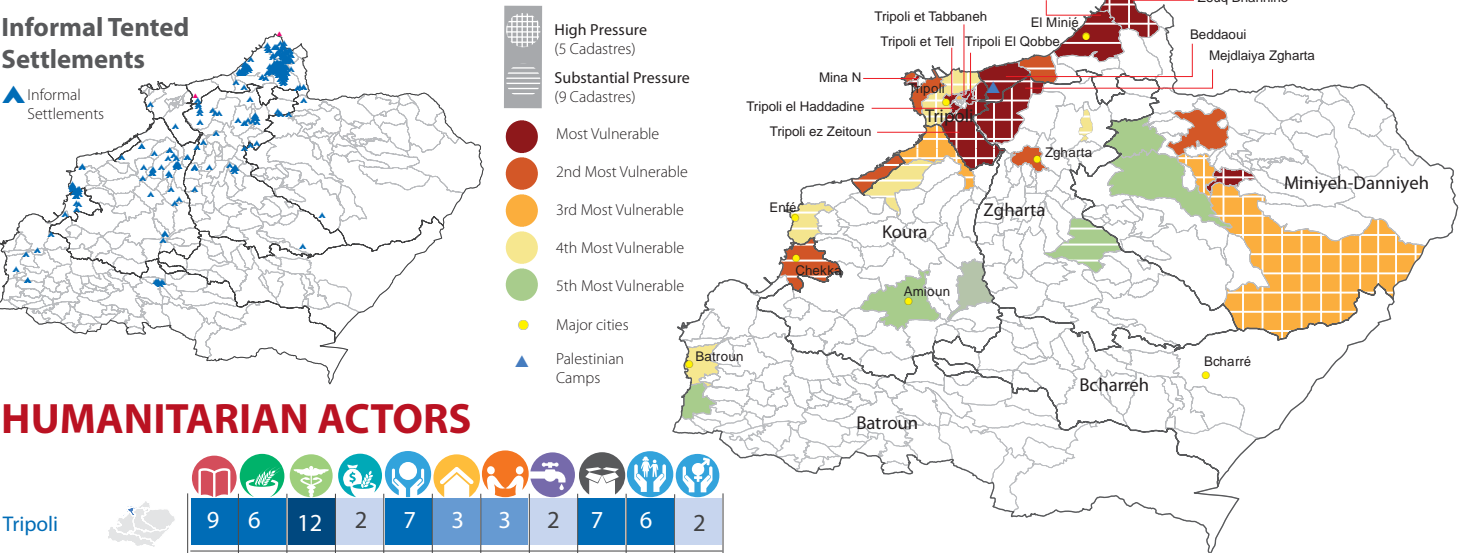 Informal Tented
Settlements
Informal
Settlements
High Pressure
(5 Cadastres)
Substantial Pressure
(9 Cadastres)
Most Vulnerable
2nd Most Vulnerable
3rd Most Vulnerable
4th Most Vulnerable
5th Most Vulnerable
Major cities
Palestinian
Camps
Tripoli et Tabbaneh
El Minié
Tripoli et Tell
Tripoli El Qobbe
Beddaoui
Mejdlaiya Zgharta
Mina N
Tripoli
Tripoli el Haddadine
Tripoli
Tripoli ez Zeitoun
Zgharta
Miniyeh-Danniyeh
Enfé
Zgharta
Koura
Chekka
Amioun
Batroun
Bcharré
Bcharreh
Batroun
HUMANITARIAN ACTORS
Tripoli
9 6 12 2 7 3 3 2 7 6 2